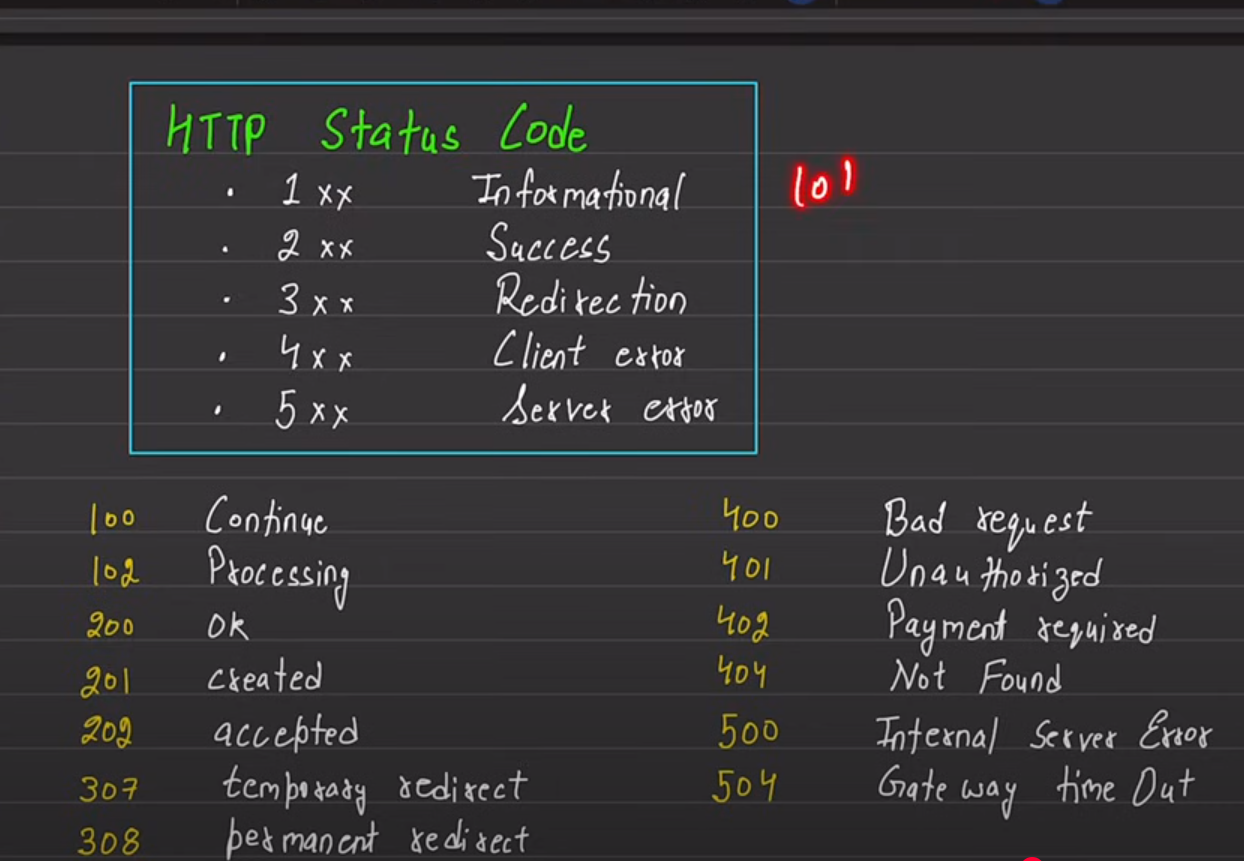 HTTP Status Code
· 1xx Informational 101
· 2xx Success
· 3xx Redirection
· 4xx Client error
· 5xx Server error
100 Continue
102 Processing
200 ok
201 created
202 accepted
307 temporary redirect
308 permanent redirect
400 Bad request
401 Unauthorized
402 Payment required
404 Not Found
500 Internal Server Error
504 Gate way time Out